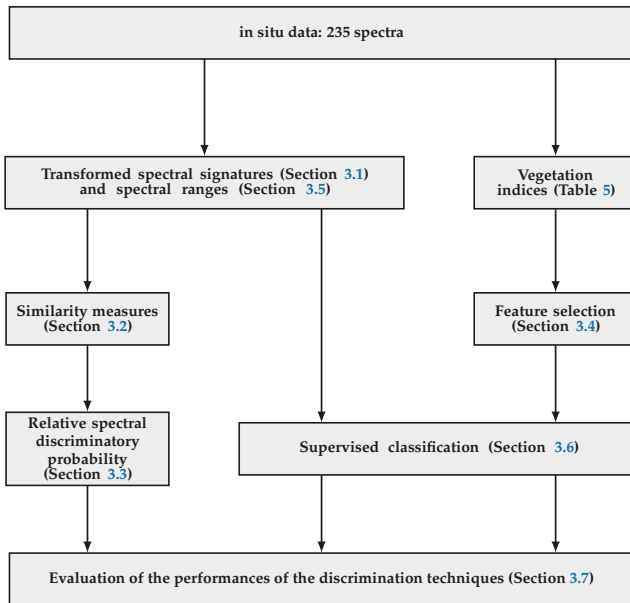 in situ data: 235 spectra
Transformed spectral signatures (Section 3.1)
and spectral ranges (Section 3.5)
Vegetation
indices (Table 5)
Similarity measures
(Section 3.2)
Feature selection
(Section 3.4)
Relative spectral
discriminatory
probability
(Section 3.3)
Supervised classification (Section 3.6)
Evaluation of the performances of the discrimination techniques (Section 3.7)